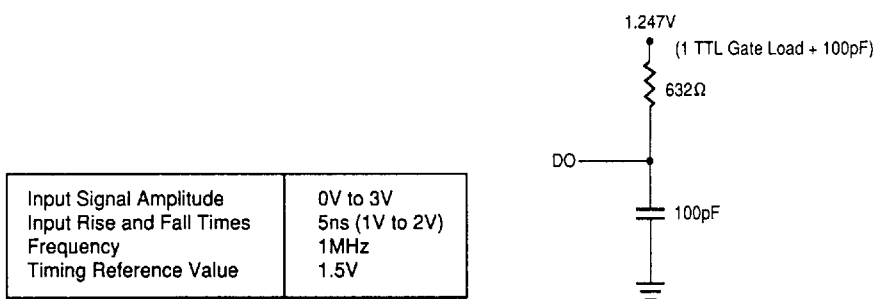 1.247V
(1 TTL Gate Load + 100pF)
632Ω
DO
100pF
Input Signal Amplitude 0V to 3V
Input Rise and Fall Times 5ns (1V to 2V)
Frequency 1MHz
Timing Reference Value 1.5V